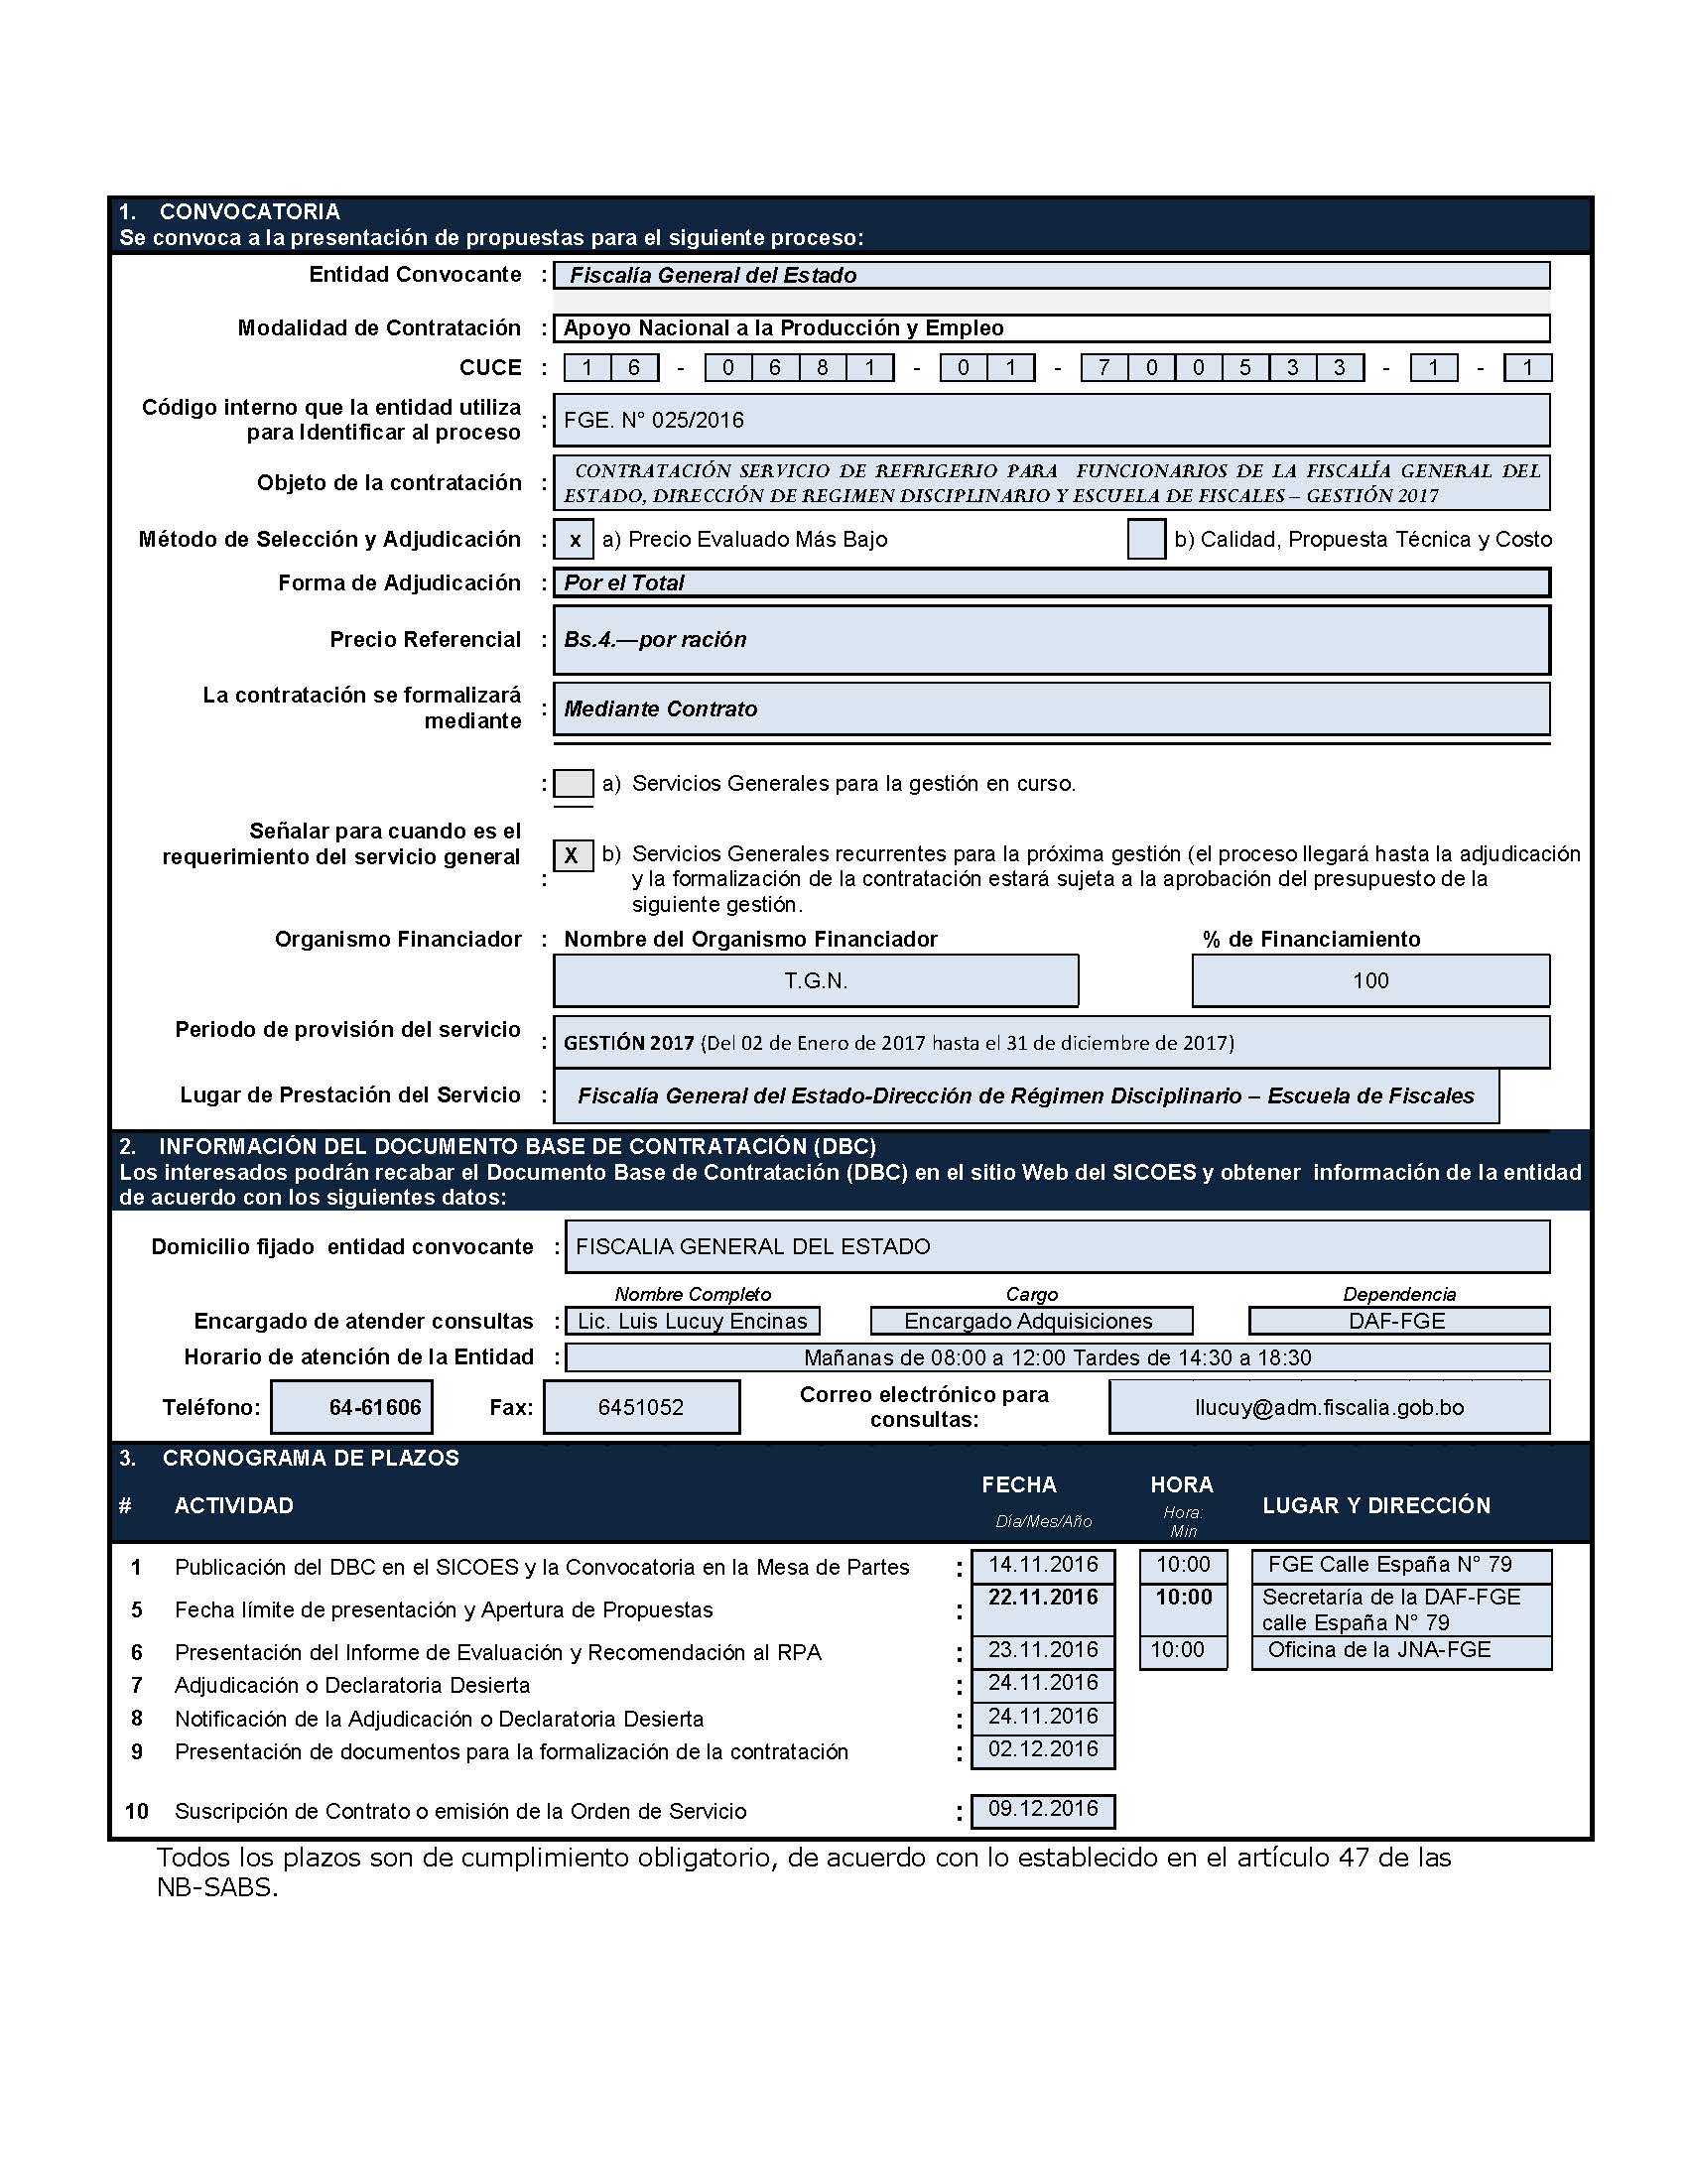 1. CONVOCATORIA
Se convoca a la presentación de propuestas para el siguiente proceso:
Entidad Convocante : Fiscalía General del Estado
Modalidad de Contratación : Apoyo Nacional a la Producción y Empleo
CUCE : 1 6 - 0 6 8 1 - 0 1 - 7 0 0 5 3 3 - 1 - 1
Código interno que la entidad utiliza
para Identificar al proceso : FGE. N° 025/2016
Objeto de la contratación : CONTRATACIÓN SERVICIO DE REFRIGERIO PARA FUNCIONARIOS DE LA FISCALÍA GENERAL DEL
ESTADO, DIRECCIÓN DE REGIMEN DISCIPLINARIO Y ESCUELA DE FISCALES – GESTIÓN 2017
Método de Selección y Adjudicación : x a) Precio Evaluado Más Bajo b) Calidad, Propuesta Técnica y Costo
Forma de Adjudicación : Por el Total
Precio Referencial : Bs.4.—por ración
La contratación se formalizará
mediante : Mediante Contrato
: a) Servicios Generales para la gestión en curso.
Señalar para cuando es el
requerimiento del servicio general
: X b) Servicios Generales recurrentes para la próxima gestión (el proceso llegará hasta la adjudicación
y la formalización de la contratación estará sujeta a la aprobación del presupuesto de la
siguiente gestión.
Organismo Financiador : Nombre del Organismo Financiador % de Financiamiento
T.G.N. 100
Periodo de provisión del servicio : GESTIÓN 2017 (Del 02 de Enero de 2017 hasta el 31 de diciembre de 2017)
Lugar de Prestación del Servicio : Fiscalía General del Estado-Dirección de Régimen Disciplinario – Escuela de Fiscales
2. INFORMACIÓN DEL DOCUMENTO BASE DE CONTRATACIÓN (DBC)
Los interesados podrán recabar el Documento Base de Contratación (DBC) en el sitio Web del SICOES y obtener información de la entidad
de acuerdo con los siguientes datos:
Domicilio fijado entidad convocante : FISCALIA GENERAL DEL ESTADO
Nombre Completo Cargo Dependencia
Encargado de atender consultas : Lic. Luis Lucuy Encinas Encargado Adquisiciones DAF-FGE
Horario de atención de la Entidad : Mañanas de 08:00 a 12:00 Tardes de 14:30 a 18:30
Teléfono: 64-61606 Fax: 6451052 Correo electrónico para
consultas: llucuy@adm.fiscalia.gob.bo
3. CRONOGRAMA DE PLAZOS
# ACTIVIDAD FECHA HORA LUGAR Y DIRECCIÓN
Día/Mes/Año Hora:
Min
1 Publicación del DBC en el SICOES y la Convocatoria en la Mesa de Partes : 14.11.2016 10:00 FGE Calle España N° 79
5 Fecha límite de presentación y Apertura de Propuestas : 22.11.2016 10:00 Secretaría de la DAF-FGE
calle España N° 79
6 Presentación del Informe de Evaluación y Recomendación al RPA : 23.11.2016 10:00 Oficina de la JNA-FGE
7 Adjudicación o Declaratoria Desierta : 24.11.2016
8 Notificación de la Adjudicación o Declaratoria Desierta : 24.11.2016
9 Presentación de documentos para la formalización de la contratación : 02.12.2016
10 Suscripción de Contrato o emisión de la Orden de Servicio : 09.12.2016
Todos los plazos son de cumplimiento obligatorio, de acuerdo con lo establecido en el artículo 47 de las
NB-SABS.